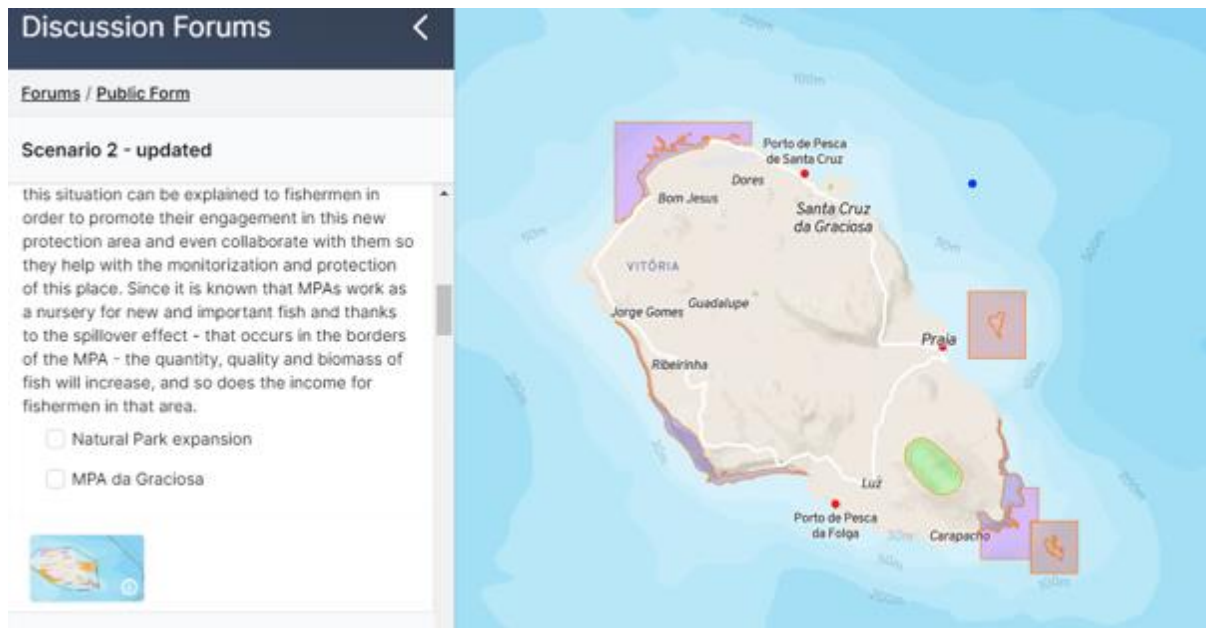 Discussion Forums
Forums / Public Form
Scenario 2 - updated
this situation can be explained to fishermen in
order to promote their engagement in this new
protection area and even collaborate with them so
they help with the monitorization and protection
of this place. Since it is known that MPAs work as
a nursery for new and important fish and thanks
to the spillover effect - that occurs in the borders
of the MPA - the quantity, quality and biomass of
fish will increase, and so does the income for
fishermen in that area.
Natural Park expansion
MPA da Graciosa
100m
Porto de Pesca
de Santa Cruz
Dores
Bom Jesus
Santa Cruz
da Graciosa
VITÓRIA
Guadalupe
Jorge Gomes
Praia
Ribeirinha
Luz
Porto de Pesca
da Folga
30m
Carapacho
50m
100m